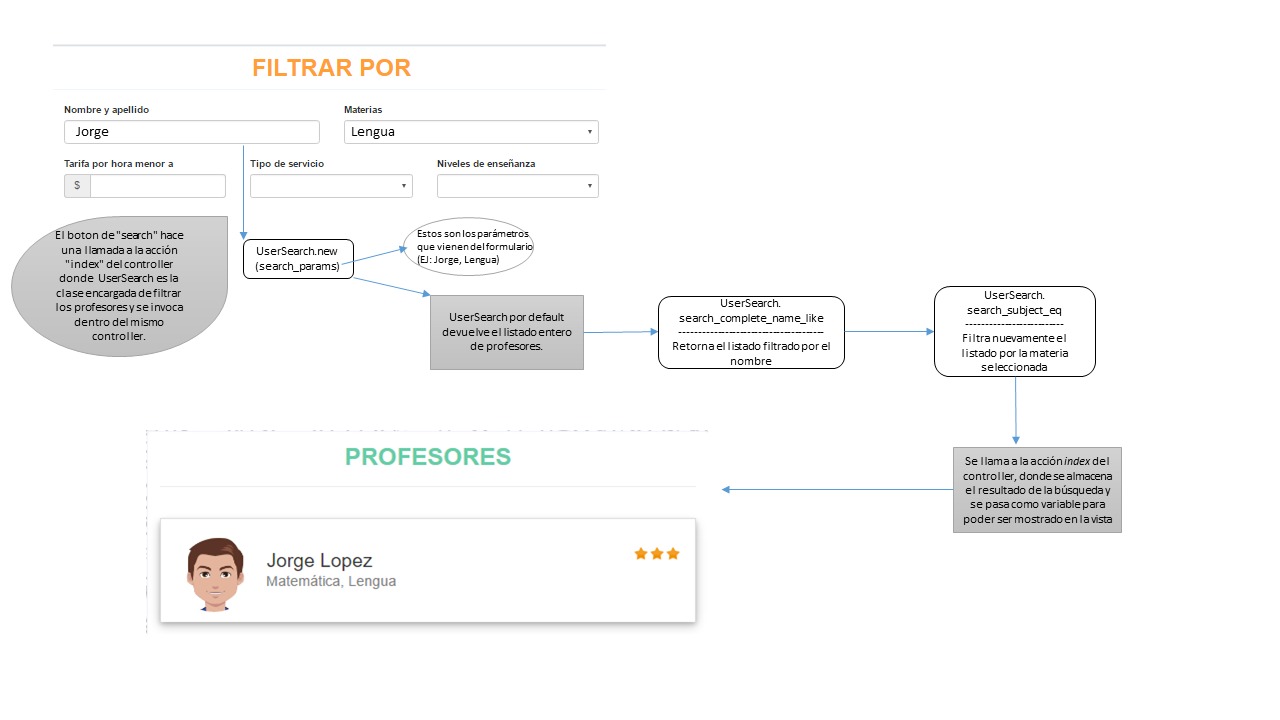 FILTRAR POR
Nombre y apellido
Materias
Jorge
Lengua
Tarifa por hora menor a
Tipo de servicio
Niveles de enseñanza
$
El boton de "search" hace
una llamada a la acción
"index" del controller
donde UserSearch es la
clase encargada de filtrar
los profesores y se invoca
dentro del mismo
controller.
UserSearch.new
(search_params)
Estos son los parámetros
que vienen del formulario
(EJ: Jorge, Lengua)
UserSearch por default
devuelve el listado entero
de profesores.
UserSearch.
search_complete_name_like
------------------------------------
Retorna el listado filtrado por el
nombre
UserSearch.
search_subject_eq
-------------------------
Filtra nuevamente el
listado por la materia
seleccionada
Se llama a la acción index del
controller, donde se almacena
el resultado de la búsqueda y
se pasa como variable para
poder ser mostrado en la vista
PROFESORES
Jorge Lopez
Matemática, Lengua